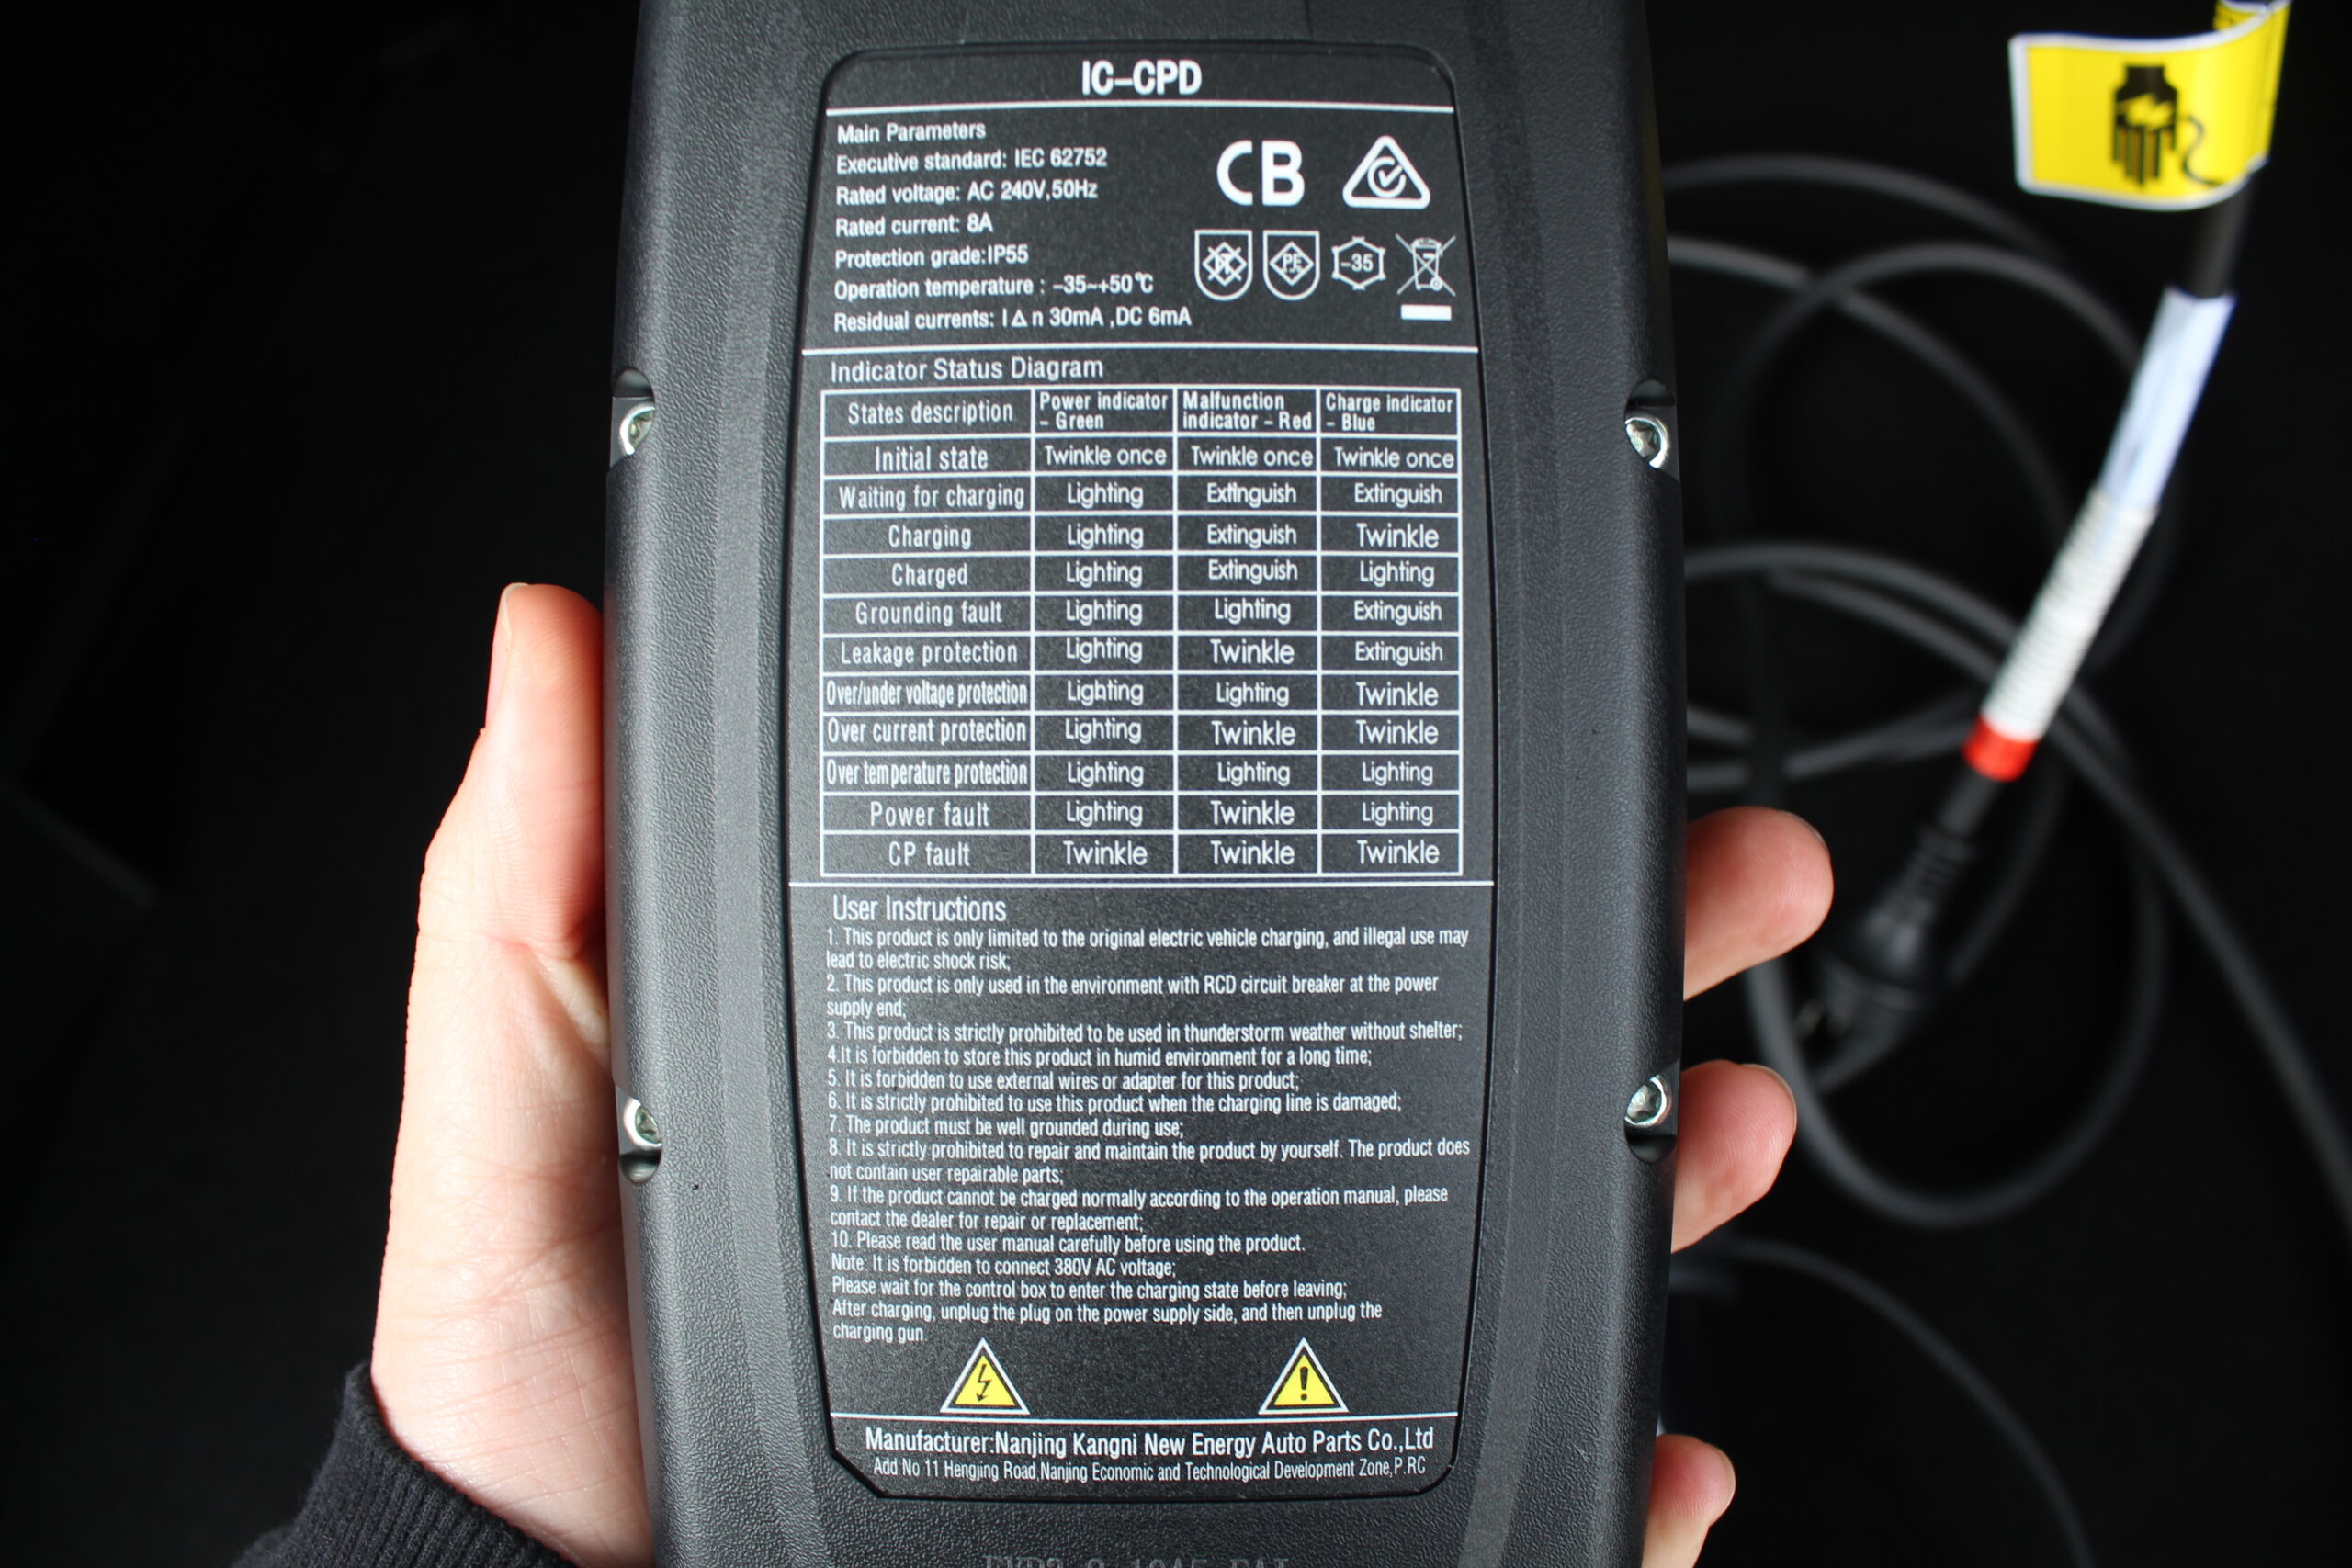 IC-CPD
Main Parameters
Executive standard: IEC 62752
Rated voltage: AC 240V,50Hz
Rated current: 8A
Protection grade:IP55
Operation temperature : -35~+50℃
Residual currents: I△n 30mA ,DC 6mA
CB
PE
-35
Indicator Status Diagram
States description Power indicator - Green Malfunction indicator - Red Charge indicator - Blue
Initial state Twinkle once Twinkle once Twinkle once
Waiting for charging Lighting Extinguish Extinguish
Charging Lighting Extinguish Twinkle
Charged Lighting Extinguish Lighting
Grounding fault Lighting Lighting Extinguish
Leakage protection Lighting Twinkle Extinguish
Over/under voltage protection Lighting Lighting Twinkle
Over current protection Lighting Twinkle Twinkle
Over temperature protection Lighting Lighting Lighting
Power fault Lighting Twinkle Lighting
CP fault Twinkle Twinkle Twinkle
User Instructions
1. This product is only limited to the original electric vehicle charging, and illegal use may
lead to electric shock risk;
2. This product is only used in the environment with RCD circuit breaker at the power
supply end;
3. This product is strictly prohibited to be used in thunderstorm weather without shelter;
4.It is forbidden to store this product in humid environment for a long time;
5. It is forbidden to use external wires or adapter for this product;
6. It is strictly prohibited to use this product when the charging line is damaged;
7. The product must be well grounded during use;
8. It is strictly prohibited to repair and maintain the product by yourself. The product does
not contain user repairable parts;
9. If the product cannot be charged normally according to the operation manual, please
contact the dealer for repair or replacement;
10. Please read the user manual carefully before using the product.
Note: It is forbidden to connect 380V AC voltage;
Please wait for the control box to enter the charging state before leaving;
After charging, unplug the plug on the power supply side, and then unplug the
charging gun.
Manufacturer:Nanjing Kangni New Energy Auto Parts Co.,Ltd
Add No 11 Hengjing Road,Nanjing Economic and Technological Development Zone,P.RC